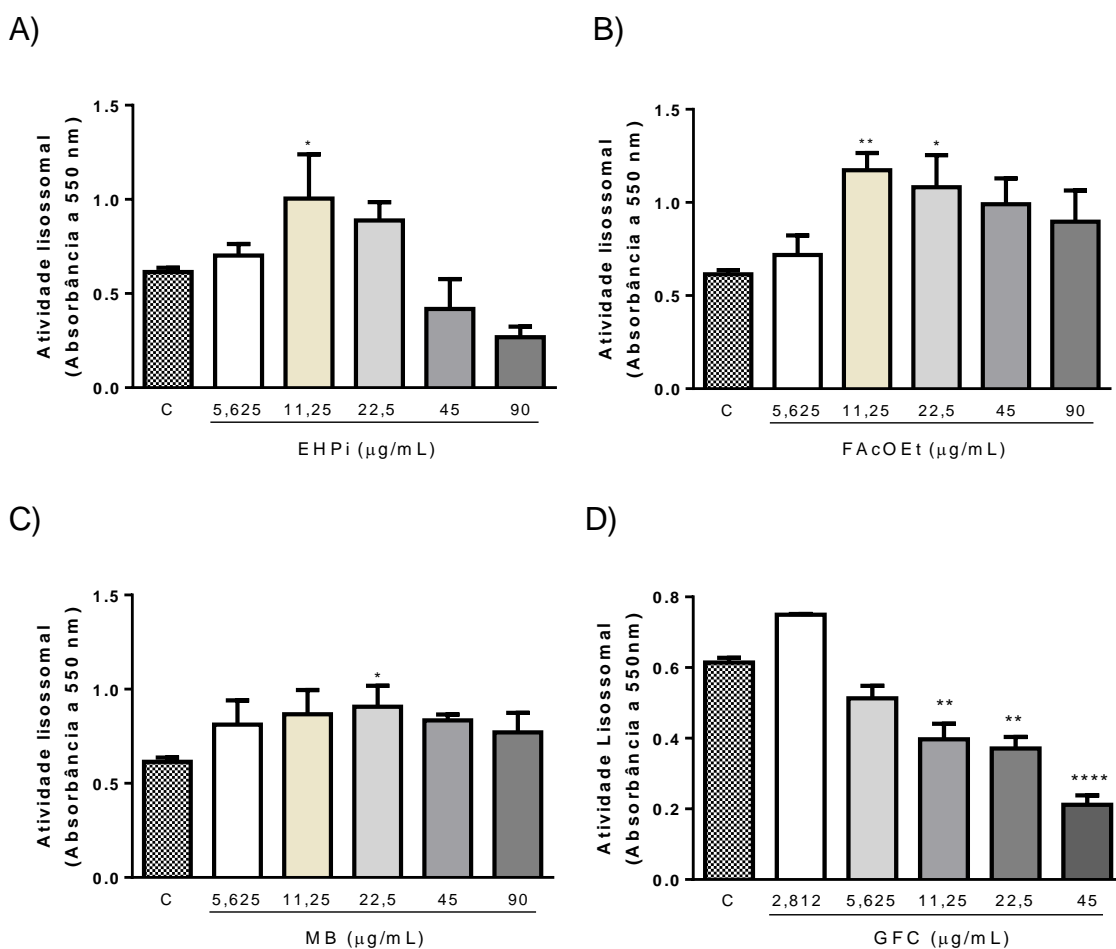 A)
Atividade lisossomal
(Absorbância a 550 nm)
1.5
1.0
0.5
0.0
*
C 5,625 11,25 22,5 45 90
EHPi (μg/mL)
B)
Atividade lisossomal
(Absorbância a 550 nm)
1.5
1.0
0.5
0.0
** *
C 5,625 11,25 22,5 45 90
FAcOEt (μg/mL)
C)
Atividade lisossomal
(Absorbância a 550 nm)
1.5
1.0
0.5
0.0
*
C 5,625 11,25 22,5 45 90
MB (μg/mL)
D)
Atividade Lisossomal
(Absorbância a 550nm)
0.8
0.6
0.4
0.2
0.0
** ** ****
C 2,812 5,625 11,25 22,5 45
GFC (μg/mL)